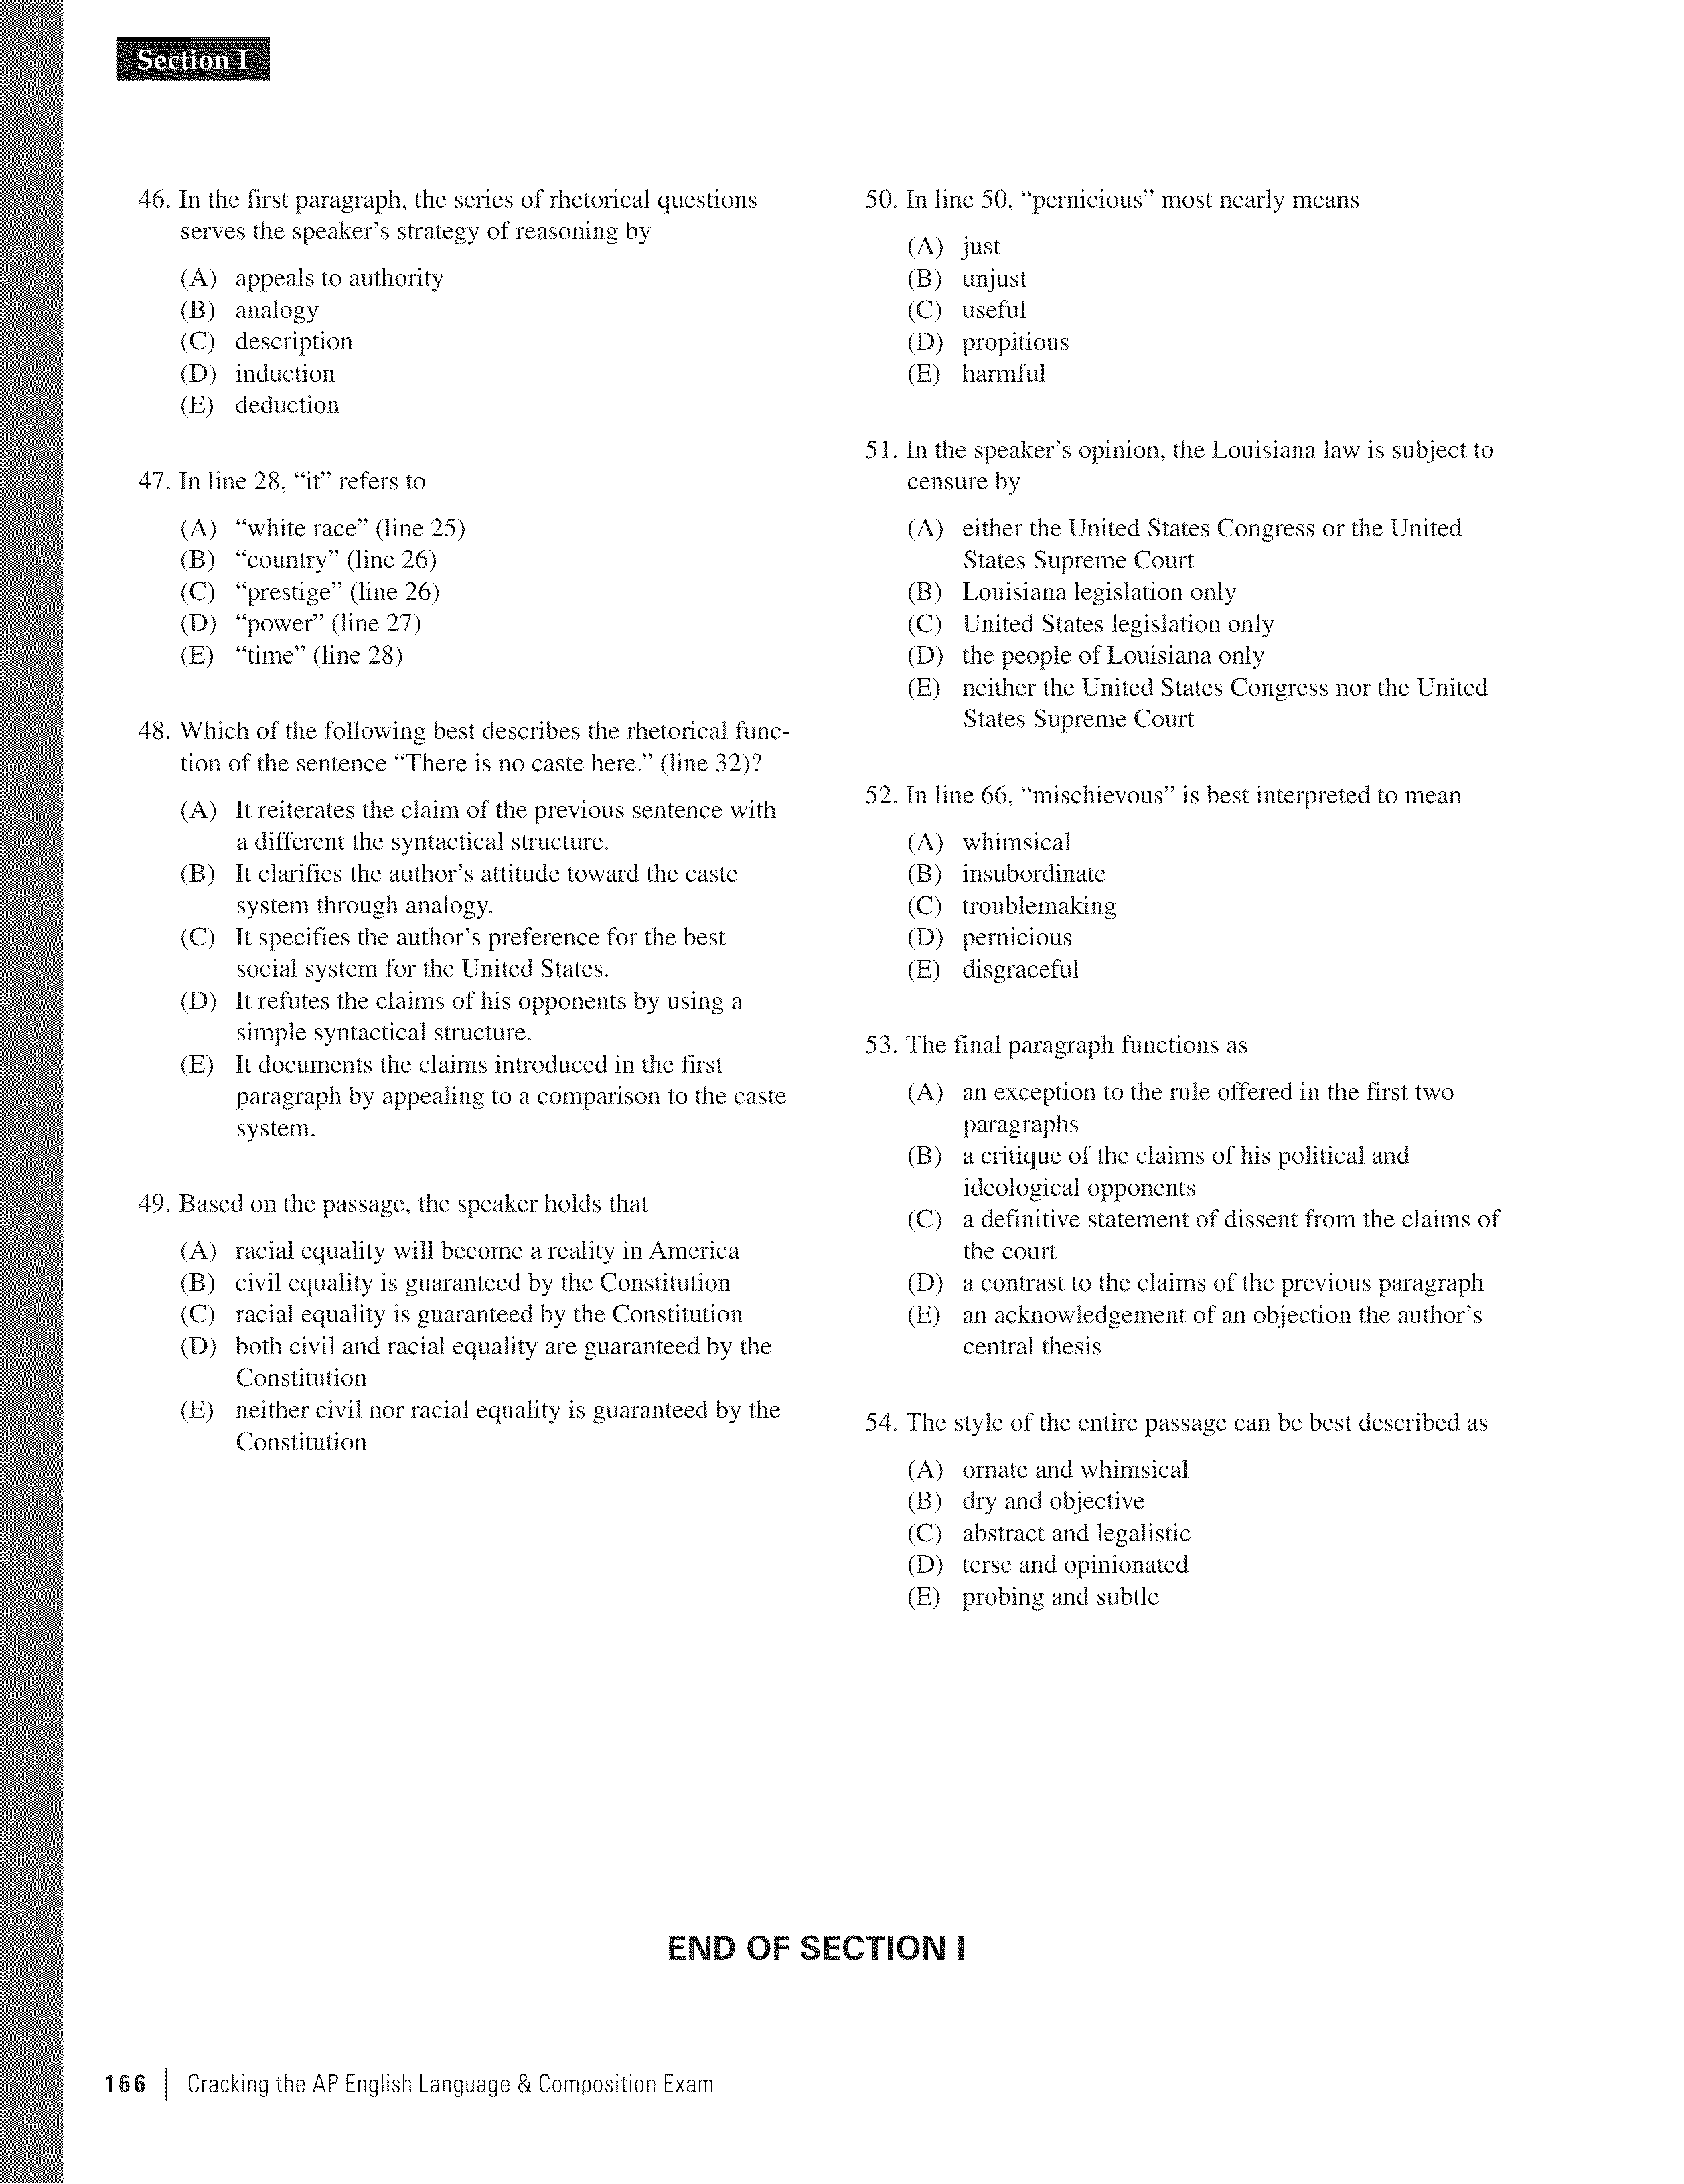 Section I
46. In the first paragraph, the series of rhetorical questions
serves the speaker's strategy of reasoning by
(A) appeals to authority
(B) analogy
(C) description
(D) induction
(E) deduction
47. In line 28, “it” refers to
(A) “white race” (line 25)
(B) “country” (line 26)
(C) “prestige” (line 26)
(D) “power” (line 27)
(E) “time” (line 28)
48. Which of the following best describes the rhetorical func-
tion of the sentence “There is no caste here.” (line 32)?
(A) It reiterates the claim of the previous sentence with
a different the syntactical structure.
(B) It clarifies the author's attitude toward the caste
system through analogy.
(C) It specifies the author's preference for the best
social system for the United States.
(D) It refutes the claims of his opponents by using a
simple syntactical structure.
(E) It documents the claims introduced in the first
paragraph by appealing to a comparison to the caste
system.
49. Based on the passage, the speaker holds that
(A) racial equality will become a reality in America
(B) civil equality is guaranteed by the Constitution
(C) racial equality is guaranteed by the Constitution
(D) both civil and racial equality are guaranteed by the
Constitution
(E) neither civil nor racial equality is guaranteed by the
Constitution
50. In line 50, “pernicious” most nearly means
(A) just
(B) unjust
(C) useful
(D) propitious
(E) harmful
51. In the speaker's opinion, the Louisiana law is subject to
censure by
(A) either the United States Congress or the United
States Supreme Court
(B) Louisiana legislation only
(C) United States legislation only
(D) the people of Louisiana only
(E) neither the United States Congress nor the United
States Supreme Court
52. In line 66, “mischievous” is best interpreted to mean
(A) whimsical
(B) insubordinate
(C) troublemaking
(D) pernicious
(E) disgraceful
53. The final paragraph functions as
(A) an exception to the rule offered in the first two
paragraphs
(B) a critique of the claims of his political and
ideological opponents
(C) a definitive statement of dissent from the claims of
the court
(D) a contrast to the claims of the previous paragraph
(E) an acknowledgement of an objection the author's
central thesis
54. The style of the entire passage can be best described as
(A) ornate and whimsical
(B) dry and objective
(C) abstract and legalistic
(D) terse and opinionated
(E) probing and subtle
END OF SECTION I
166 | Cracking the AP English Language & Composition Exam